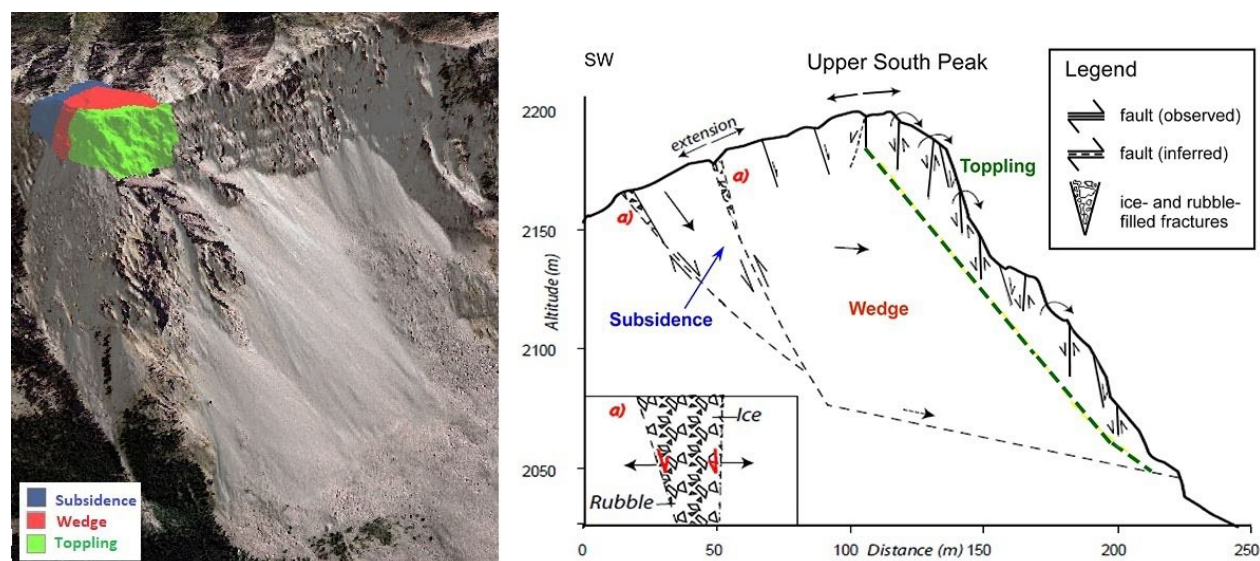 Subsidence
Wedge
Toppling
SW
Upper South Peak
Legend
fault (observed)
fault (inferred)
ice- and rubble-
filled fractures
extension
a)
a)
Toppling
Subsidence
Wedge
a)
Ice
Rubble
Altitude (m)
2200
2150
2100
2050
0
50
100
Distance (m)
150
200
250